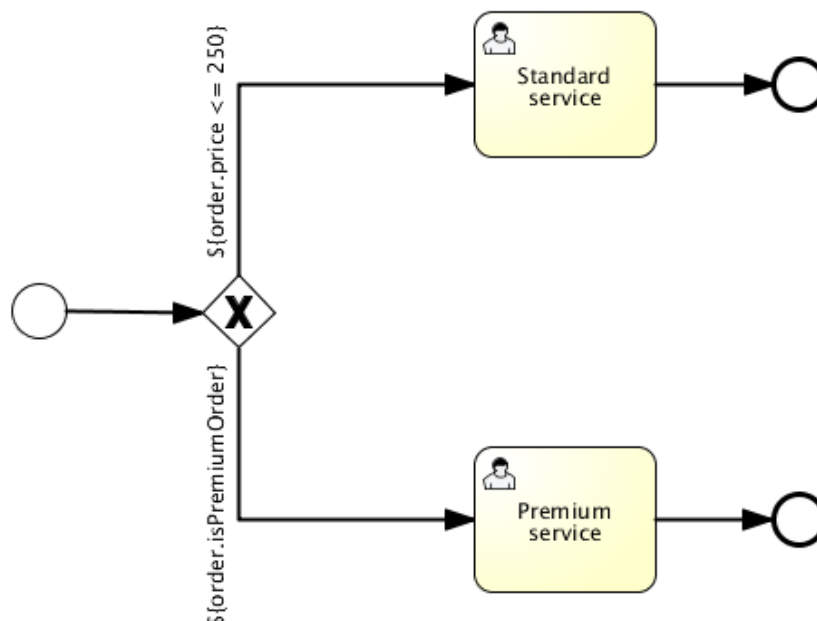 ${order.price <= 250}
Standard
service
X
${order.isPremiumOrder}
Premium
service